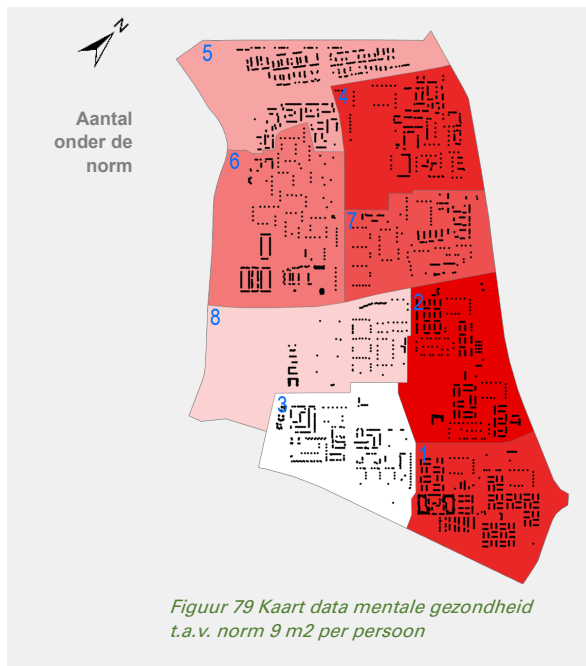 N
5
Aantal
onder de
norm
4
6
7
2
8
3
1
Figuur 79 Kaart data mentale gezondheid
t.a.v. norm 9 m2 per persoon